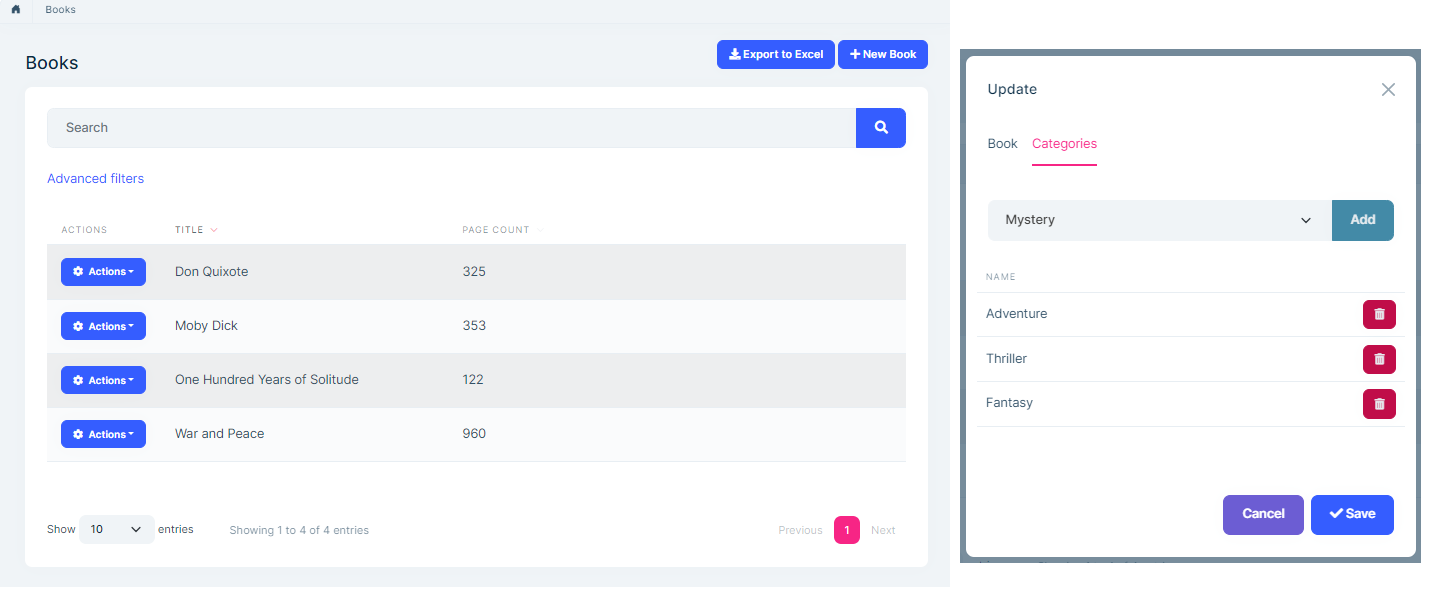 Books
Books
Export to Excel
New Book
Search
Advanced filters
ACTIONS TITLE PAGE COUNT
Actions Don Quixote 325
Actions Moby Dick 353
Actions One Hundred Years of Solitude 122
Actions War and Peace 960
Show 10 entries Showing 1 to 4 of 4 entries Previous 1 Next
Update
Book Categories
Mystery Add
NAME
Adventure
Thriller
Fantasy
Cancel Save